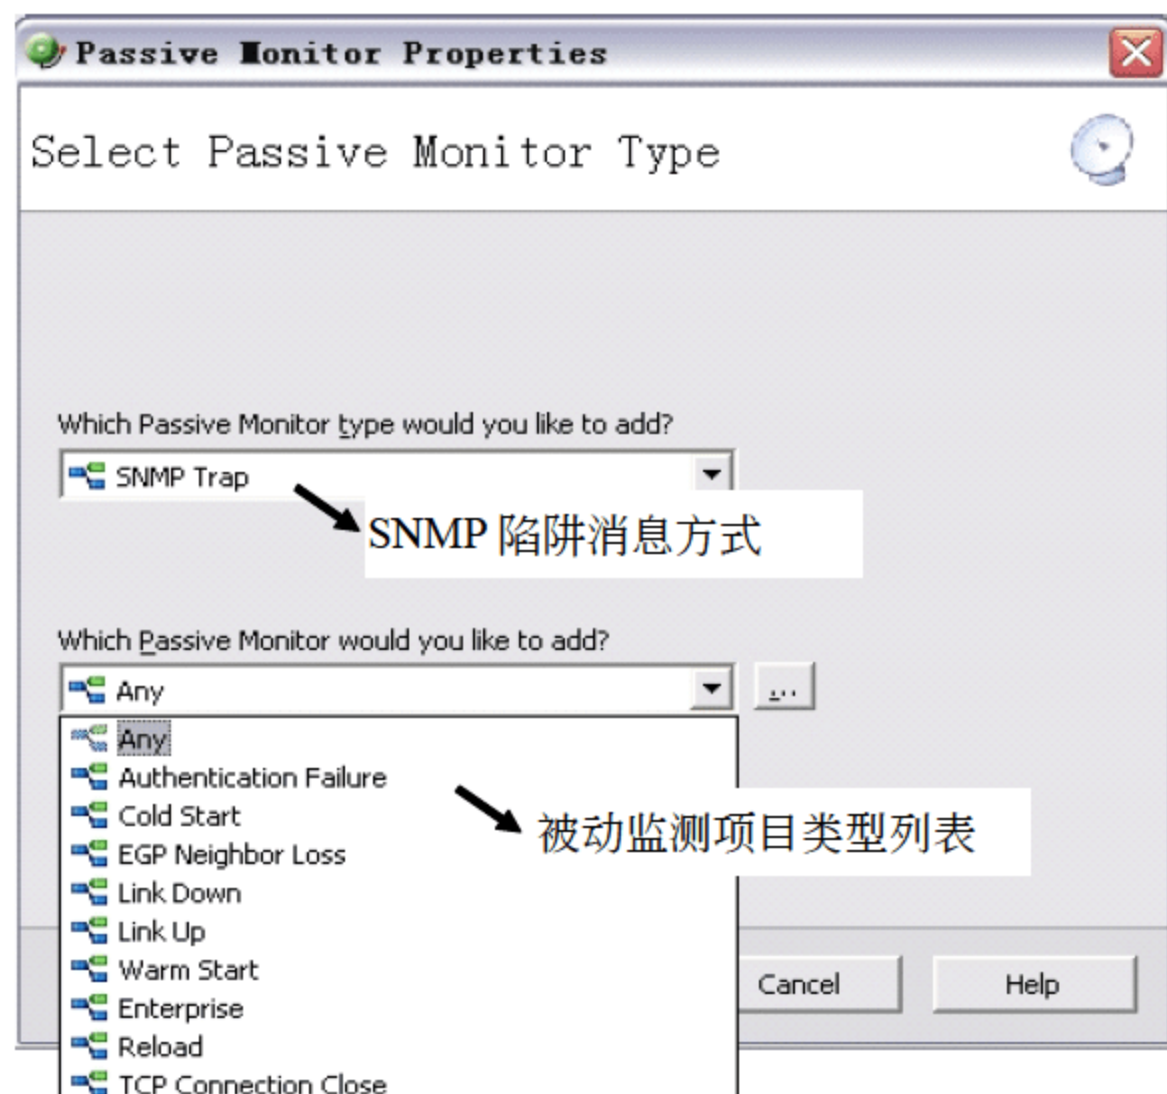 Passive Monitor Properties
Select Passive Monitor Type
Which Passive Monitor type would you like to add?
SNMP Trap
SNMP 陷阱消息方式
Which Passive Monitor would you like to add?
Any
...
Any
Authentication Failure
被动监测项目类型列表
Cold Start
EGP Neighbor Loss
Link Down
Link Up
Warm Start
Enterprise
Reload
TCP Connection Close
Cancel
Help